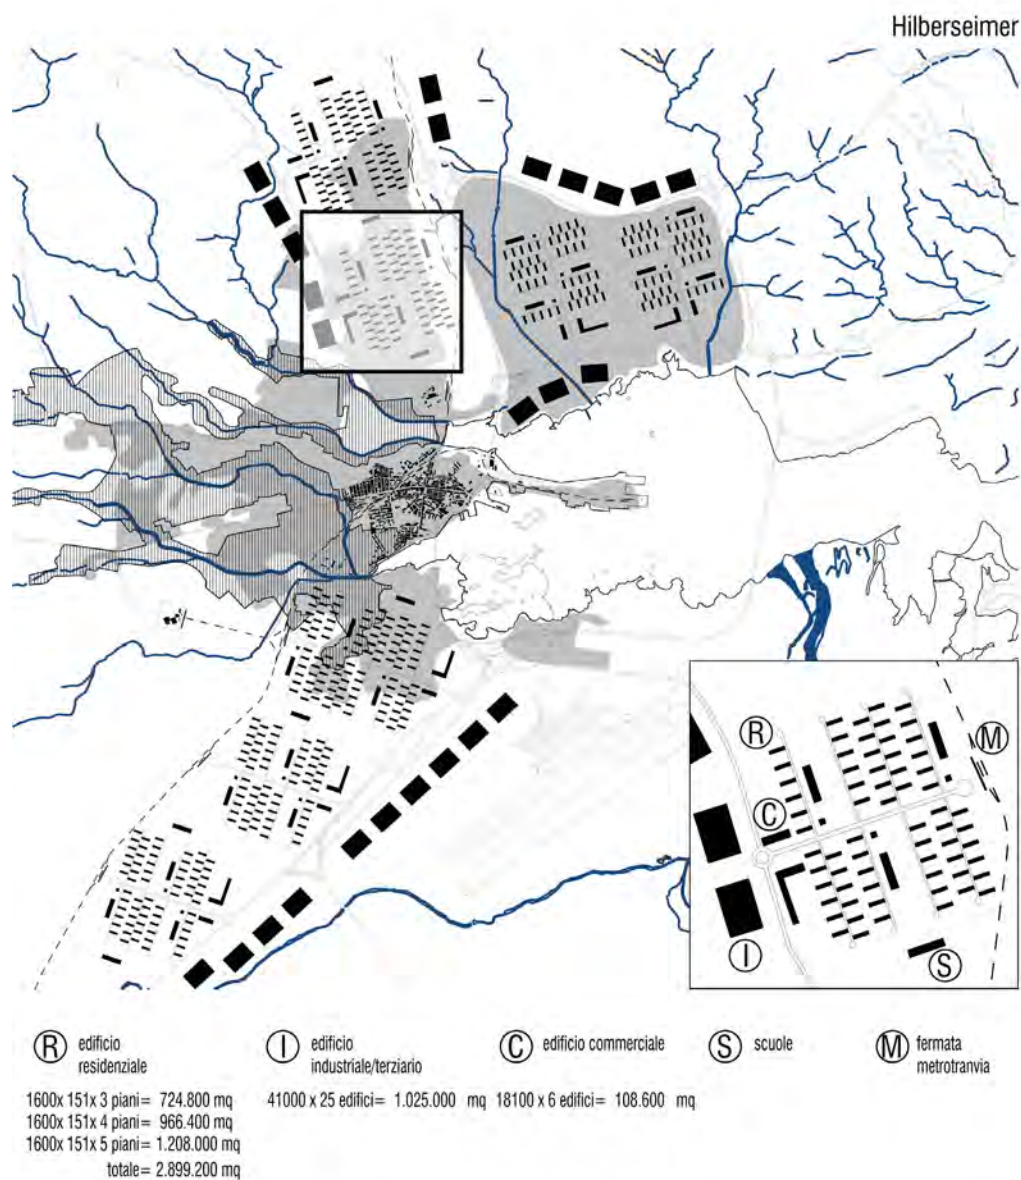 Hilberseimer
R
M
C
I
S
R edificio residenziale
I edificio industriale/terziario
C edificio commerciale
S scuole
M fermata metrotranvia
1600x 151x 3 piani= 724.800 mq
1600x 151x 4 piani= 966.400 mq
1600x 151x 5 piani= 1.208.000 mq
totale= 2.899.200 mq
41000 x 25 edifici= 1.025.000 mq
18100 x 6 edifici= 108.600 mq